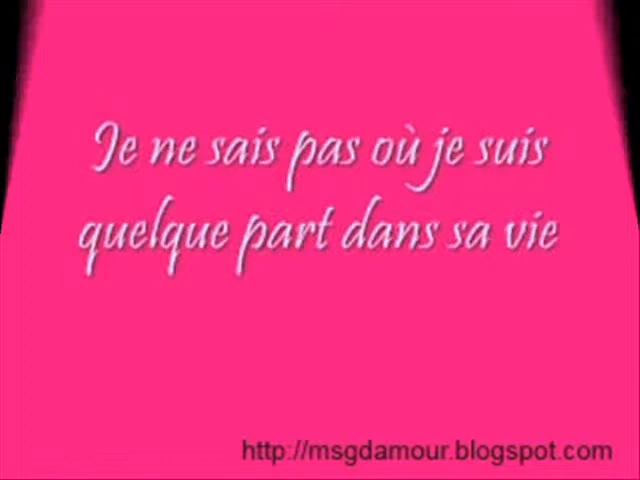 Je ne sais pas où je suis
quelque part dans sa vie
http://msgdamour.blogspot.com